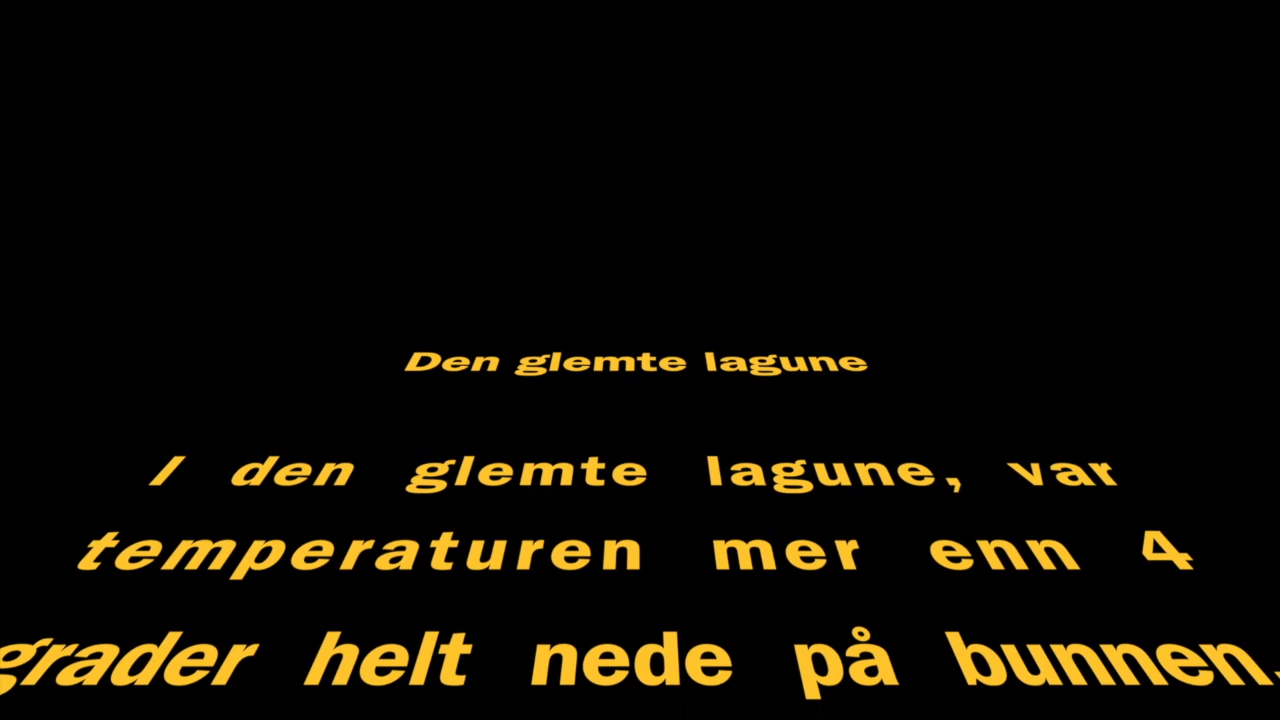 Den glemte lagune
I den glemte lagune, var
temperaturen mer enn 4
grader helt nede på bunnen.